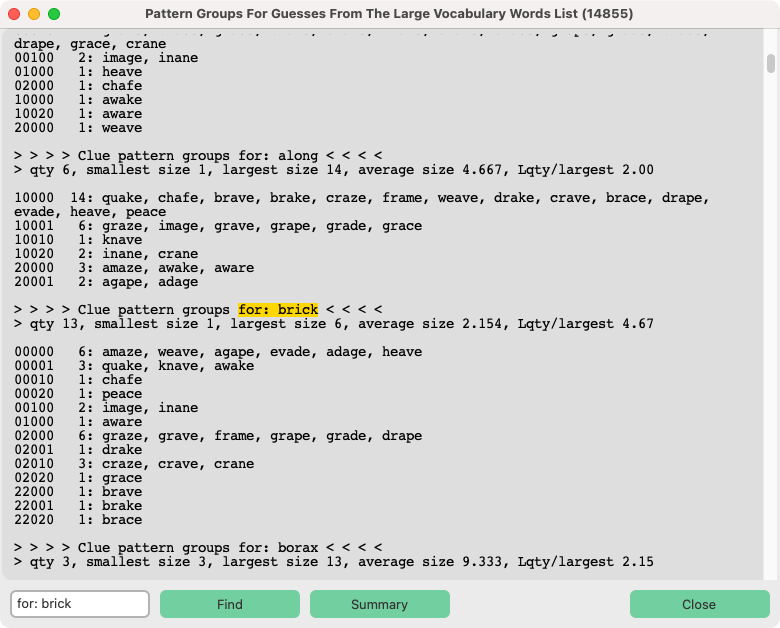 Pattern Groups For Guesses From The Large Vocabulary Words List (14855)
drape, grace, crane
00100   2: image, inane
01000   1: heave
02000   1: chafe
10000   1: awake
10020   1: aware
20000   1: weave
> > > > Clue pattern groups for: along < < < <
> qty 6, smallest size 1, largest size 14, average size 4.667, Lqty/largest 2.00
10000  14: quake, chafe, brave, brake, craze, frame, weave, drake, crave, brace, drape,
evade, heave, peace
10001   6: graze, image, grave, grape, grade, grace
10010   1: knave
10020   2: inane, crane
20000   3: amaze, awake, aware
20001   2: agape, adage
> > > > Clue pattern groups for: brick < < < <
> qty 13, smallest size 1, largest size 6, average size 2.154, Lqty/largest 4.67
00000   6: amaze, weave, agape, evade, adage, heave
00001   3: quake, knave, awake
00010   1: chafe
00020   1: peace
00100   2: image, inane
01000   1: aware
02000   6: graze, grave, frame, grape, grade, drape
02001   1: drake
02010   3: craze, crave, crane
02020   1: grace
22000   1: brave
22001   1: brake
22020   1: brace
> > > > Clue pattern groups for: borax < < < <
> qty 3, smallest size 3, largest size 13, average size 9.333, Lqty/largest 2.15
for: brick
Find
Summary
Close